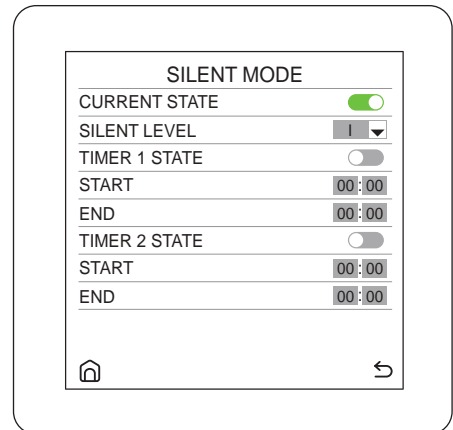 SILENT MODE
CURRENT STATE
SILENT LEVEL I
TIMER 1 STATE
START 00:00
END 00:00
TIMER 2 STATE
START 00:00
END 00:00